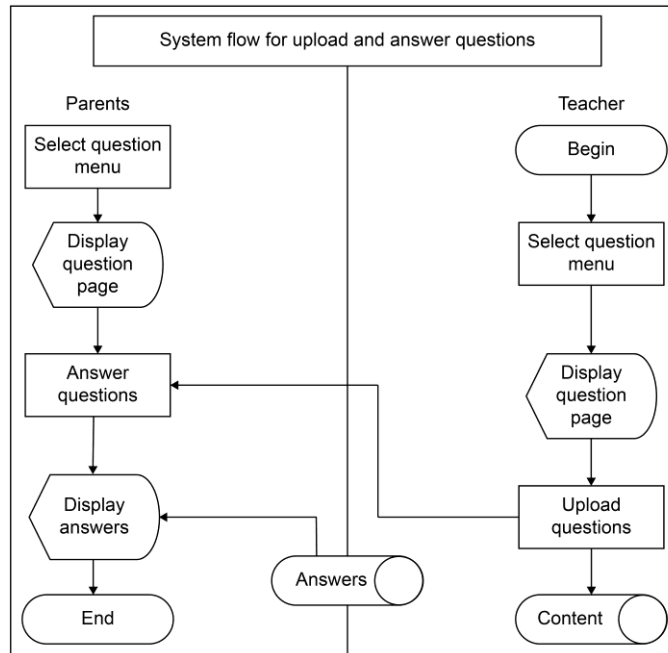 System flow for upload and answer questions
Parents
Select question
menu
Display
question
page
Answer
questions
Display
answers
End
Answers
Teacher
Begin
Select question
menu
Display
question
page
Upload
questions
Content